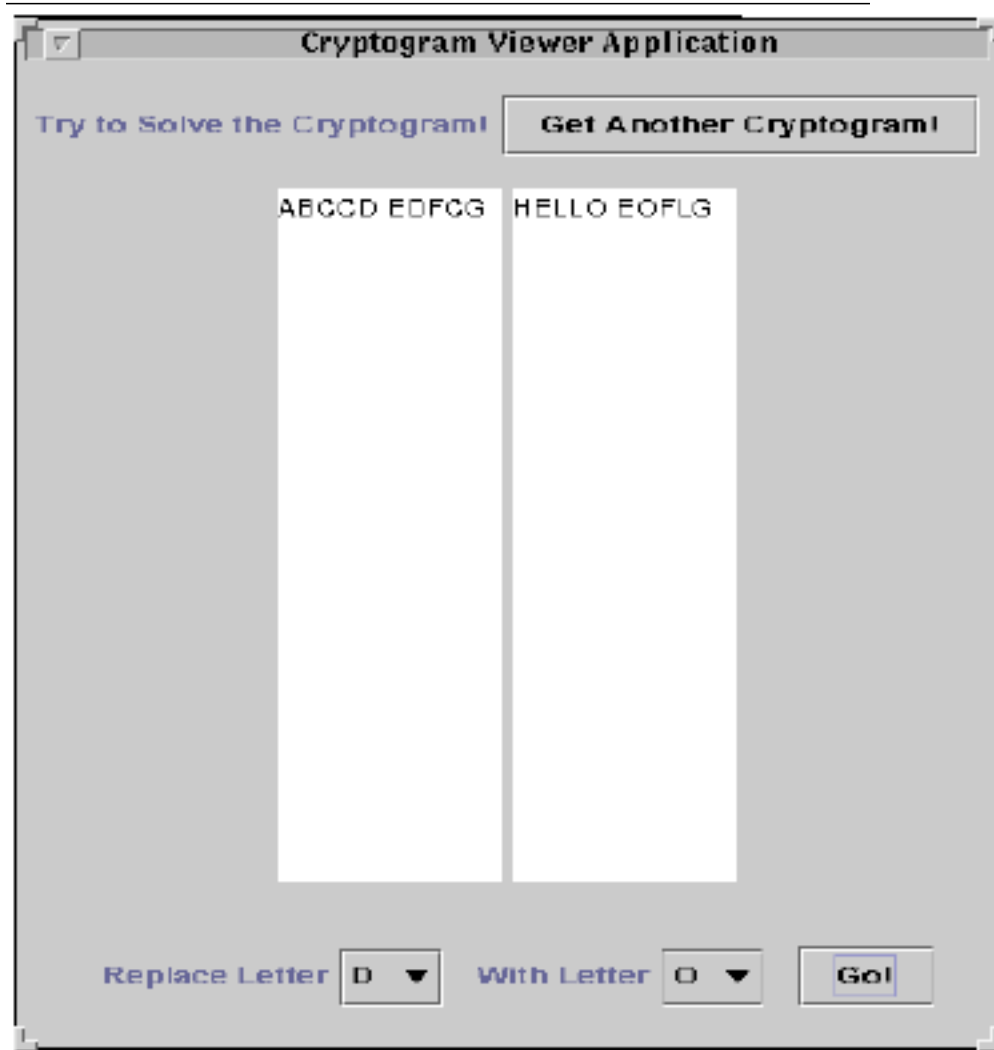 Cryptogram Viewer Application
Try to Solve the Cryptogram! Get Another Cryptogram!
ABCCD EDFCG HELLO EOFLG
Replace Letter D With Letter O Go!